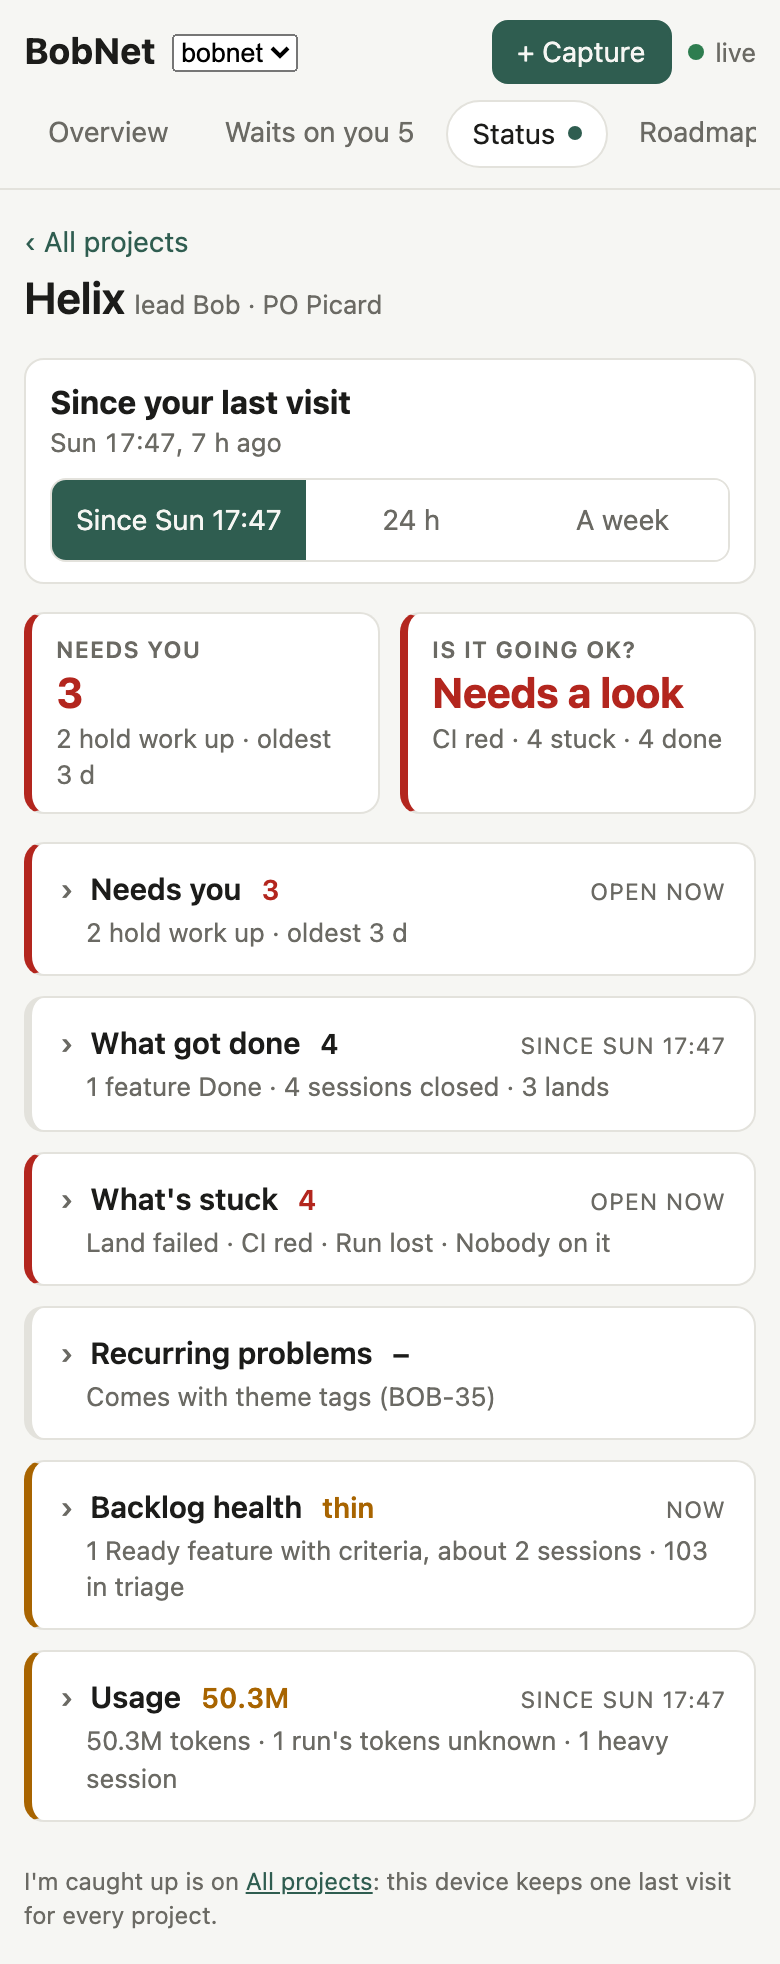 BobNet bobnet + Capture live
Overview Waits on you 5 Status Roadmap
‹ All projects
Helix lead Bob · PO Picard
Since your last visit
Sun 17:47, 7 h ago
Since Sun 17:47 24 h A week
NEEDS YOU
3
2 hold work up · oldest
3 d
IS IT GOING OK?
Needs a look
CI red · 4 stuck · 4 done
› Needs you 3 OPEN NOW
2 hold work up · oldest 3 d
› What got done 4 SINCE SUN 17:47
1 feature Done · 4 sessions closed · 3 lands
› What's stuck 4 OPEN NOW
Land failed · CI red · Run lost · Nobody on it
› Recurring problems –
Comes with theme tags (BOB-35)
› Backlog health thin NOW
1 Ready feature with criteria, about 2 sessions · 103
in triage
› Usage 50.3M SINCE SUN 17:47
50.3M tokens · 1 run's tokens unknown · 1 heavy
session
I'm caught up is on All projects: this device keeps one last visit
for every project.